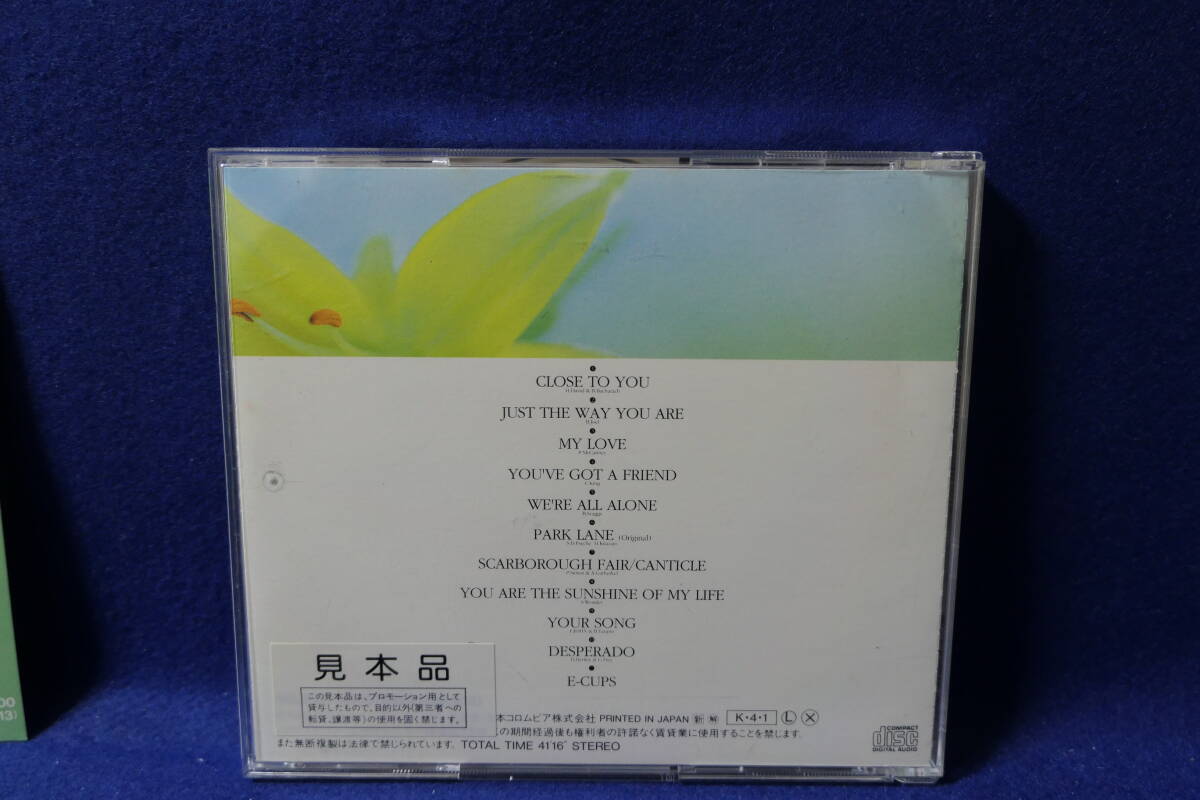 CLOSE TO YOU
JUST THE WAY YOU ARE
MY LOVE
P.McCartney
YOU'VE GOT A FRIEND
C.King
WE'RE ALL ALONE
B.Scaggs
PARK LANE (Original)
SCARBOROUGH FAIR/CANTICLE
YOU ARE THE SUNSHINE OF MY LIFE
S.Wonder
YOUR SONG
DESPERADO
E-CUPS
見本品
この見本品は、プロモーション用として
貸与したもので、目的以外(第三者への
転貸、譲渡等)の使用を固く禁じます。
本コロムビア株式会社 PRINTED IN JAPAN 新 K・4・1 L X
の期間経過後も権利者の許諾なく賃貸業に使用することを禁じます。
また無断複製は法律で禁じられています。 TOTAL TIME 41'16" STEREO
COMPACT
disc
DIGITAL AUDIO
00
13)